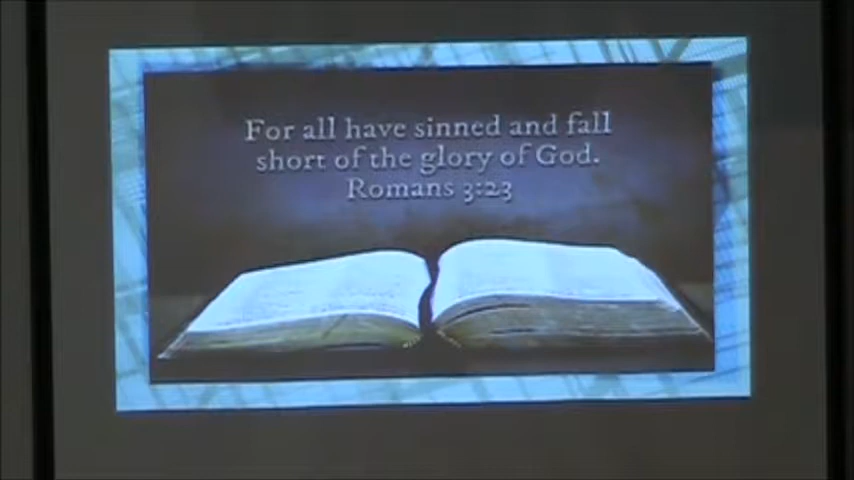 For all have sinned and fall
short of the glory of God.
Romans 3:23